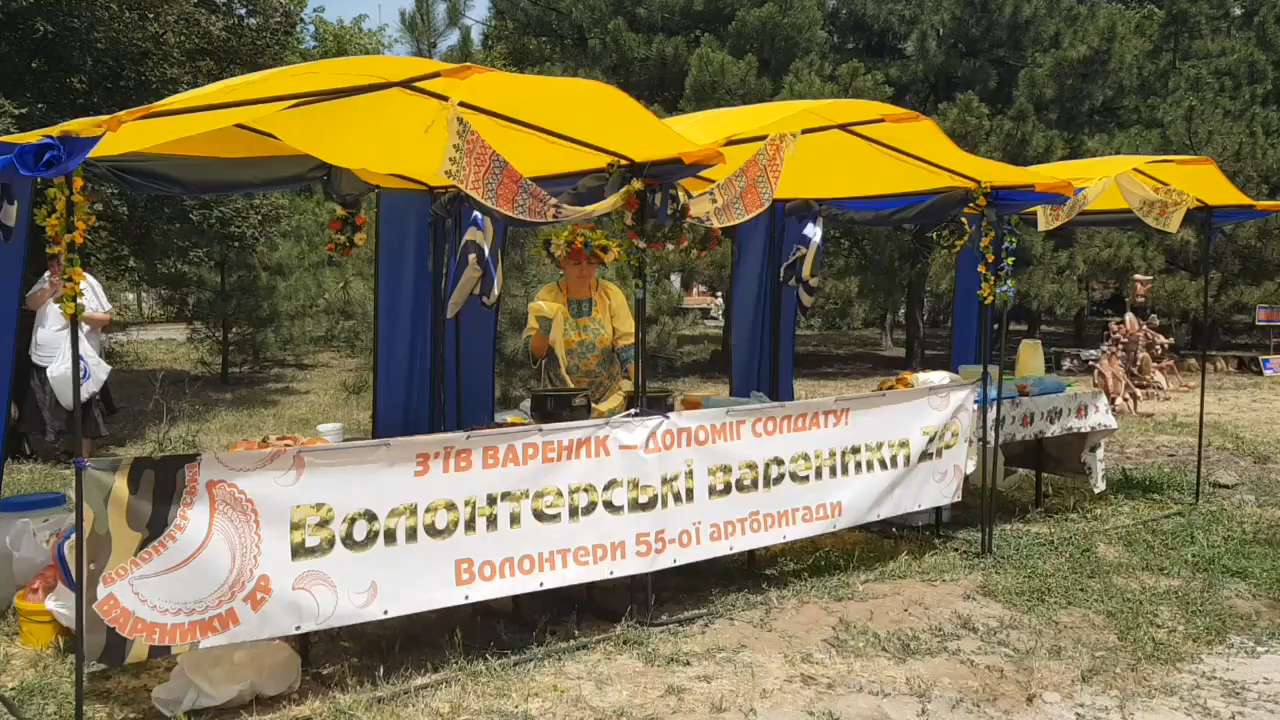 З'ЇВ ВАРЕНИК – ДОПОМІГ СОЛДАТУ!
Волонтерські вареники ZP
Волонтери 55-ої артбригади
ВОЛОНТЕРСЬКІ
ВАРЕНИКИ ZP